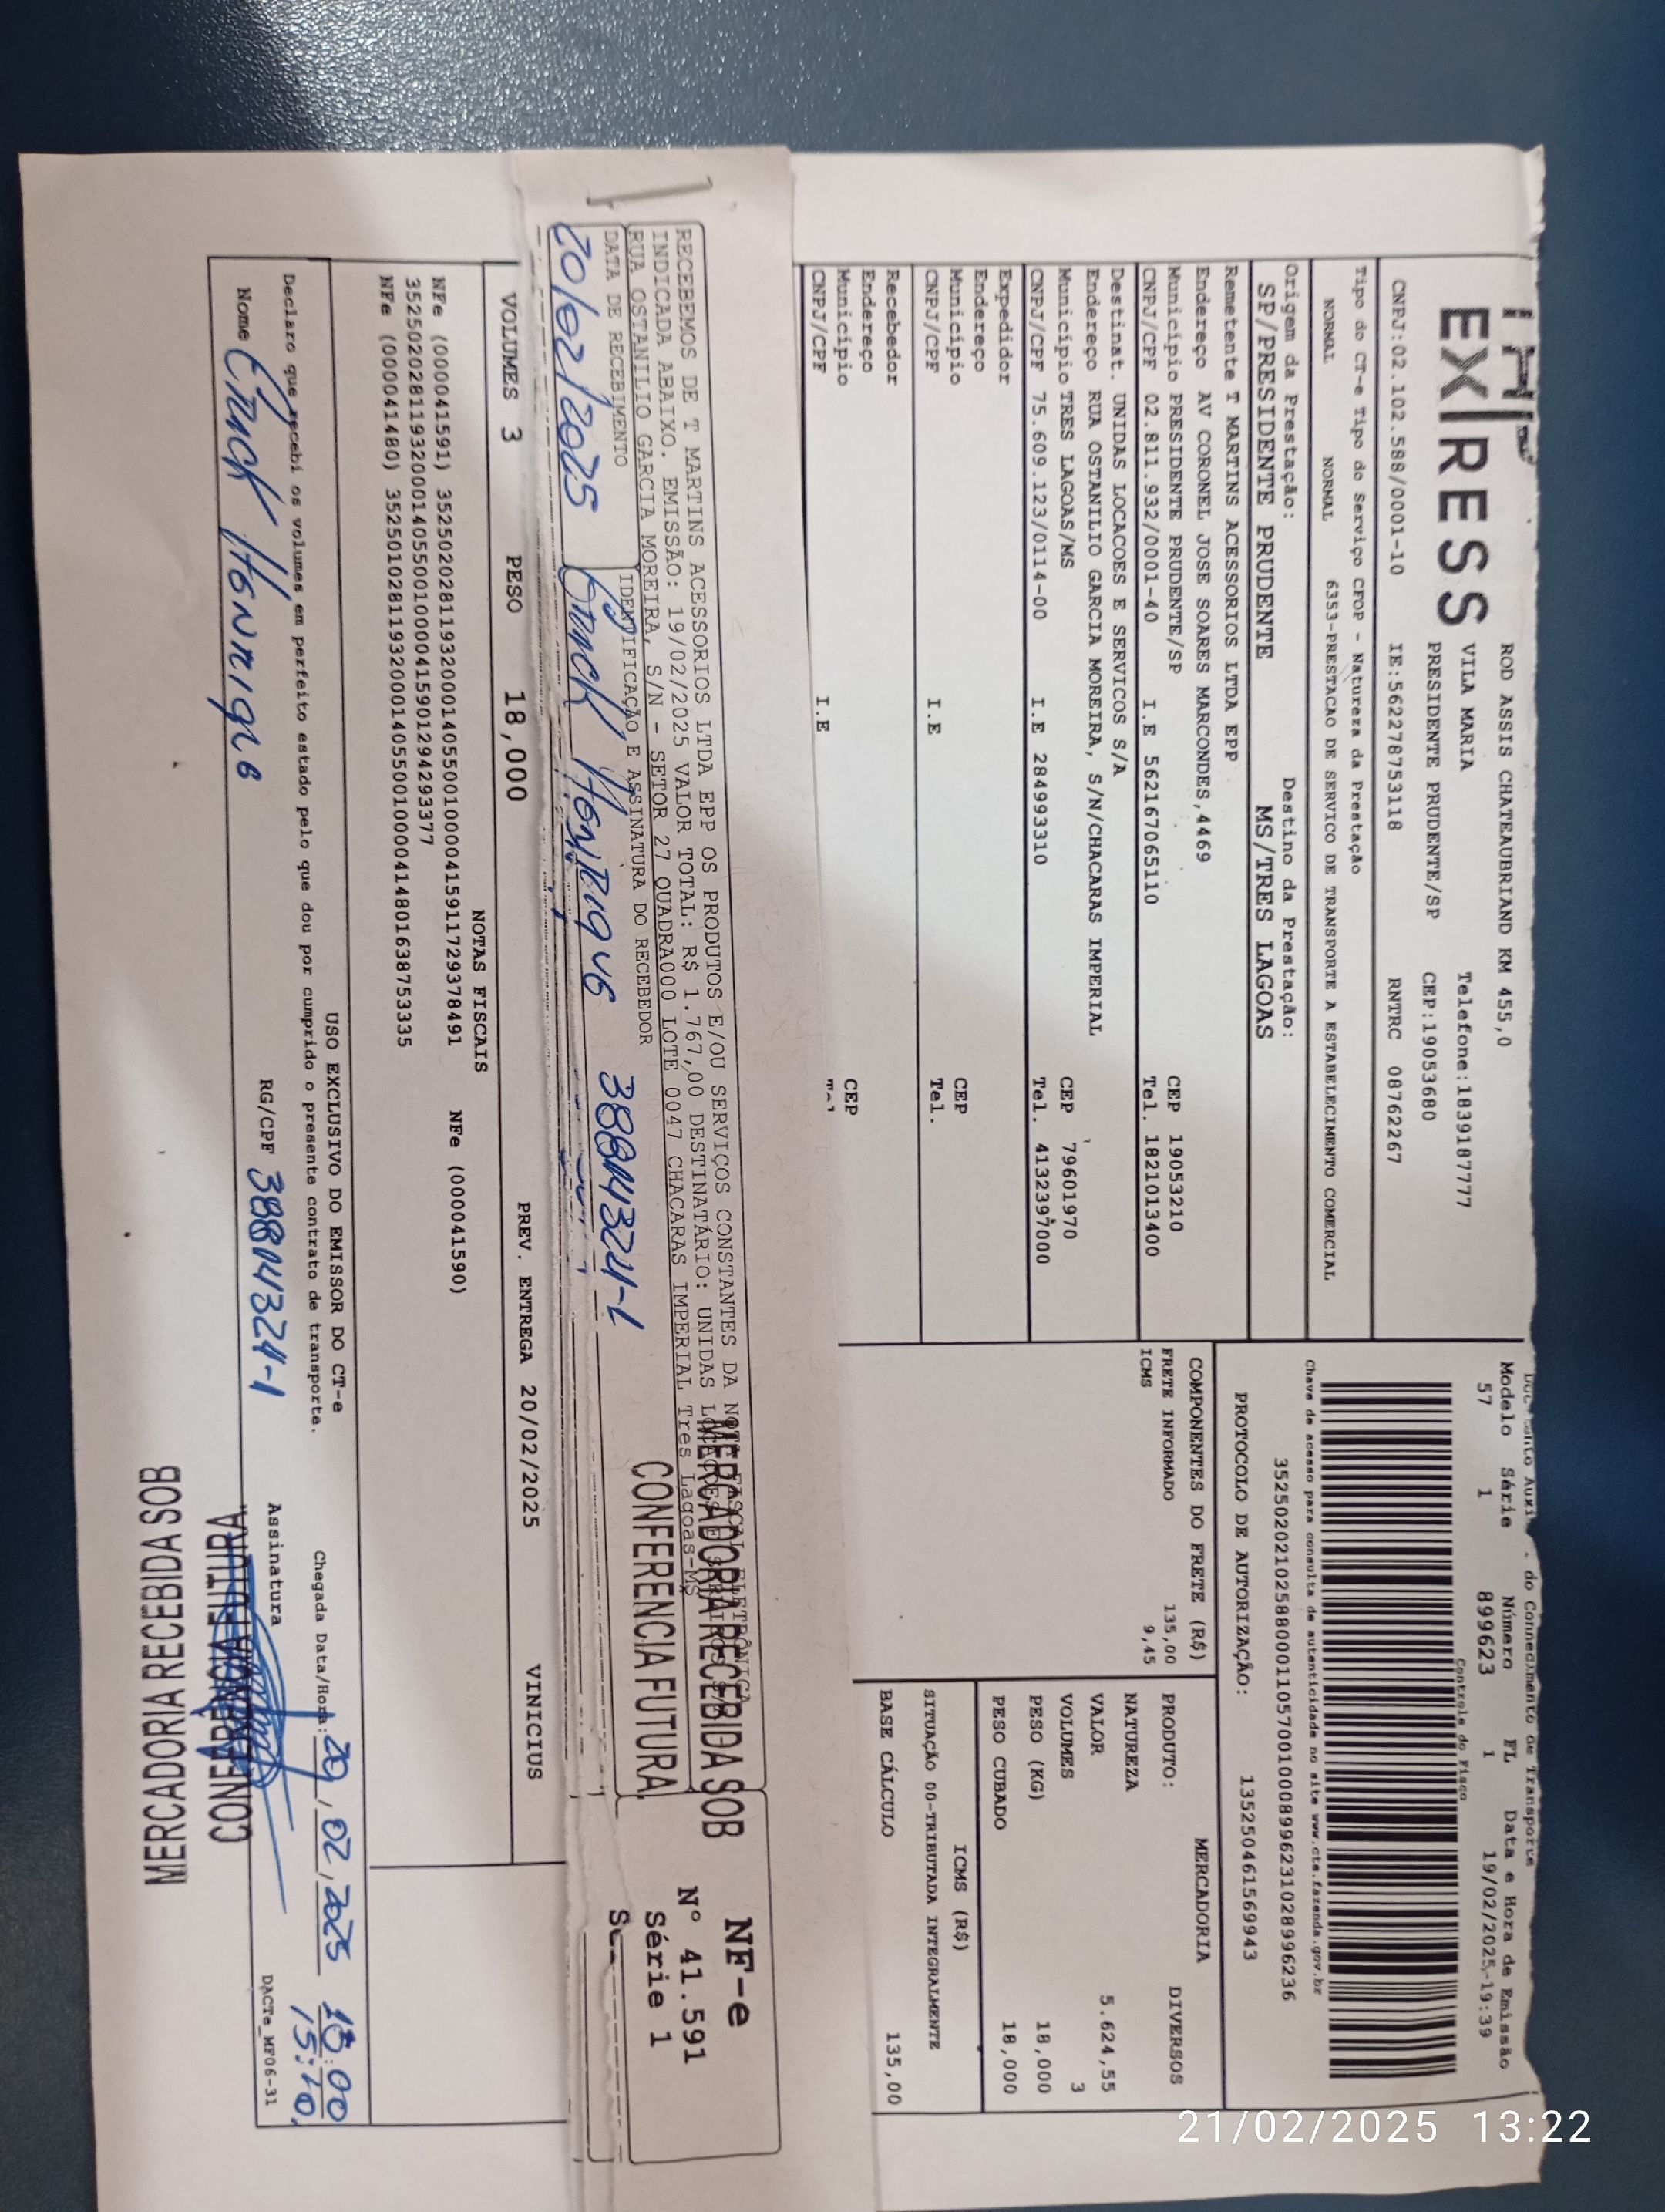 EXPRESS
ROD ASSIS CHATEAUBRIAND KM 455,0
VILA MARIA Telefone:1839187777
PRESIDENTE PRUDENTE/SP CEP:19053680
CNPJ:02.102.588/0001-10 IE:562278753118 RNTRC 08762267
Tipo do CT-e Tipo do Serviço CFOP - Natureza da Prestação
NORMAL NORMAL 6353-PRESTACAO DE SERVICO DE TRANSPORTE A ESTABELECIMENTO COMERCIAL
Origem da Prestação: Destino da Prestação:
SP/PRESIDENTE PRUDENTE MS/TRES LAGOAS
Remetente T MARTINS ACESSORIOS LTDA EPP
Endereço AV CORONEL JOSE SOARES MARCONDES,4469
Município PRESIDENTE PRUDENTE/SP CEP 19053210
CNPJ/CPF 02.811.932/0001-40 I.E 562167065110 Tel. 1821013400
Destinat. UNIDAS LOCACOES E SERVICOS S/A
Endereço RUA OSTANILIO GARCIA MOREIRA, S/N/CHACARAS IMPERIAL
Município TRES LAGOAS/MS CEP 79601970
CNPJ/CPF 75.609.123/0114-00 I.E 284993310 Tel. 4132397000
Expedidor
Endereço
Município CEP
CNPJ/CPF I.E Tel.
Recebedor
Endereço
Município CEP
CNPJ/CPF I.E
do Conhecimento de Transporte
Modelo Série Número FL Data e Hora de Emissão
57 1 899623 1 19/02/2025-19:39
Controle do Fisco
Chave de acesso para consulta de autenticidade no site www.cte.fazenda.gov.br
35250202102588000110570010008996231028996236
PROTOCOLO DE AUTORIZAÇÃO: 135250461569943
COMPONENTES DO FRETE (R$)
FRETE INFORMADO 135,00
ICMS 9,45
MERCADORIA
PRODUTO: DIVERSOS
NATUREZA
VALOR 5.624,55
VOLUMES 3
PESO (KG) 18,000
PESO CUBADO 18,000
ICMS (R$)
SITUAÇÃO 00-TRIBUTADA INTEGRALMENTE
BASE CÁLCULO 135,00
RECEBEMOS DE T MARTINS ACESSORIOS LTDA EPP OS PRODUTOS E/OU SERVIÇOS CONSTANTES DA NOTA FISCAL ELETRÔNICA
INDICADA ABAIXO. EMISSÃO: 19/02/2025 VALOR TOTAL: R$ 1.767,00 DESTINATÁRIO: UNIDAS LOCACOES E SERVICOS S/A
RUA OSTANILIO GARCIA MOREIRA, S/N - SETOR 27 QUADRA000 LOTE 0047 CHACARAS IMPERIAL Tres Lagoas-MS
DATA DE RECEBIMENTO IDENTIFICAÇÃO E ASSINATURA DO RECEBEDOR
20/02/2025 Erick Henrique 38814324-1
MERCADORIA RECEBIDA SOB
CONFERENCIA FUTURA
NF-e
N° 41.591
Série 1
VOLUMES 3 PESO 18,000 PREV. ENTREGA 20/02/2025 VINICIUS
NOTAS FISCAIS
NFe (000041591) 35250202811932000140550010000415911729378491 NFe (000041590)
35250202811932000140550010000415901294293377
NFe (000041480) 35250102811932000140550010000414801638753335
USO EXCLUSIVO DO EMISSOR DO CT-e
Declaro que recebi os volumes em perfeito estado pelo que dou por cumprido o presente contrato de transporte.
Chegada Data/Hora: 20/02/2025 15:10
Nome Erick Henrique RG/CPF 38814324-1 Assinatura
DACTe_MF06-31
MERCADORIA RECEBIDA SOB
CONFERENCIA FUTURA
21/02/2025 13:22